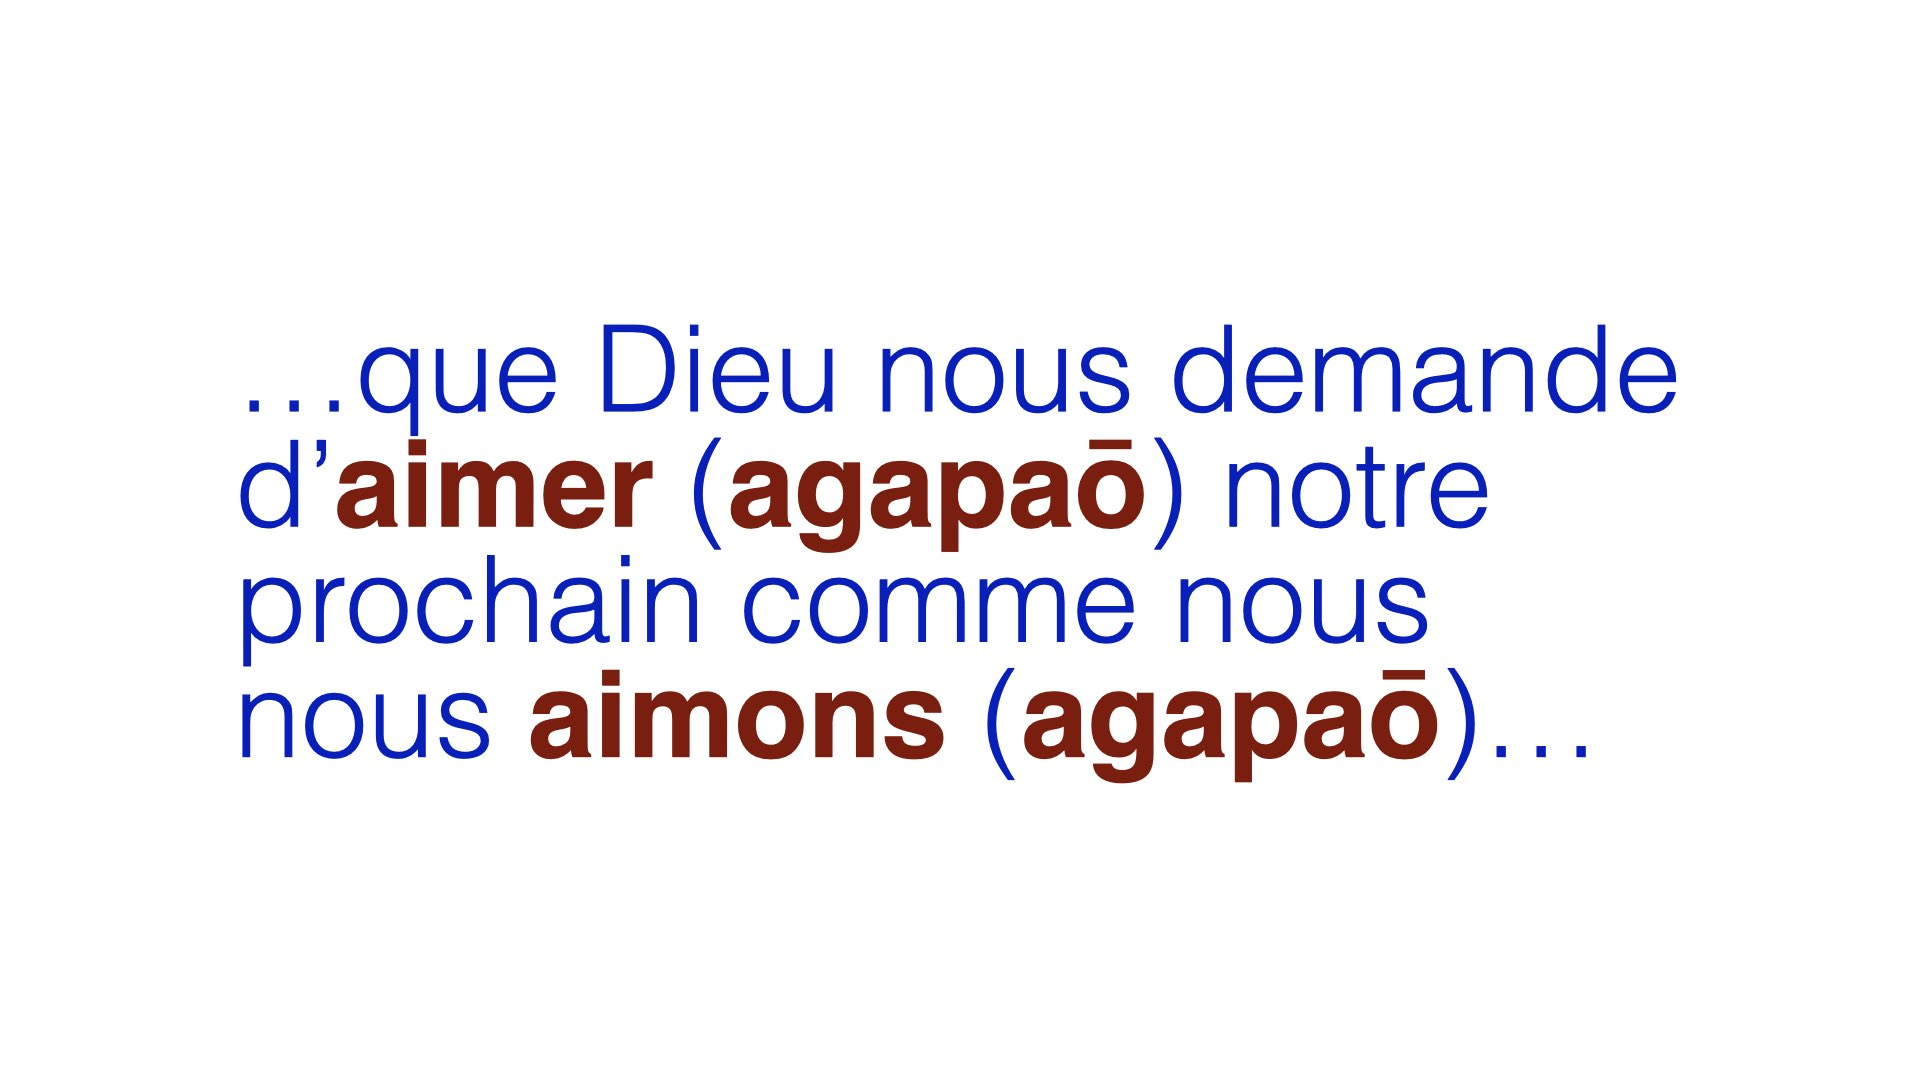 …que Dieu nous demande
d’aimer (agapaō) notre
prochain comme nous
nous aimons (agapaō)…